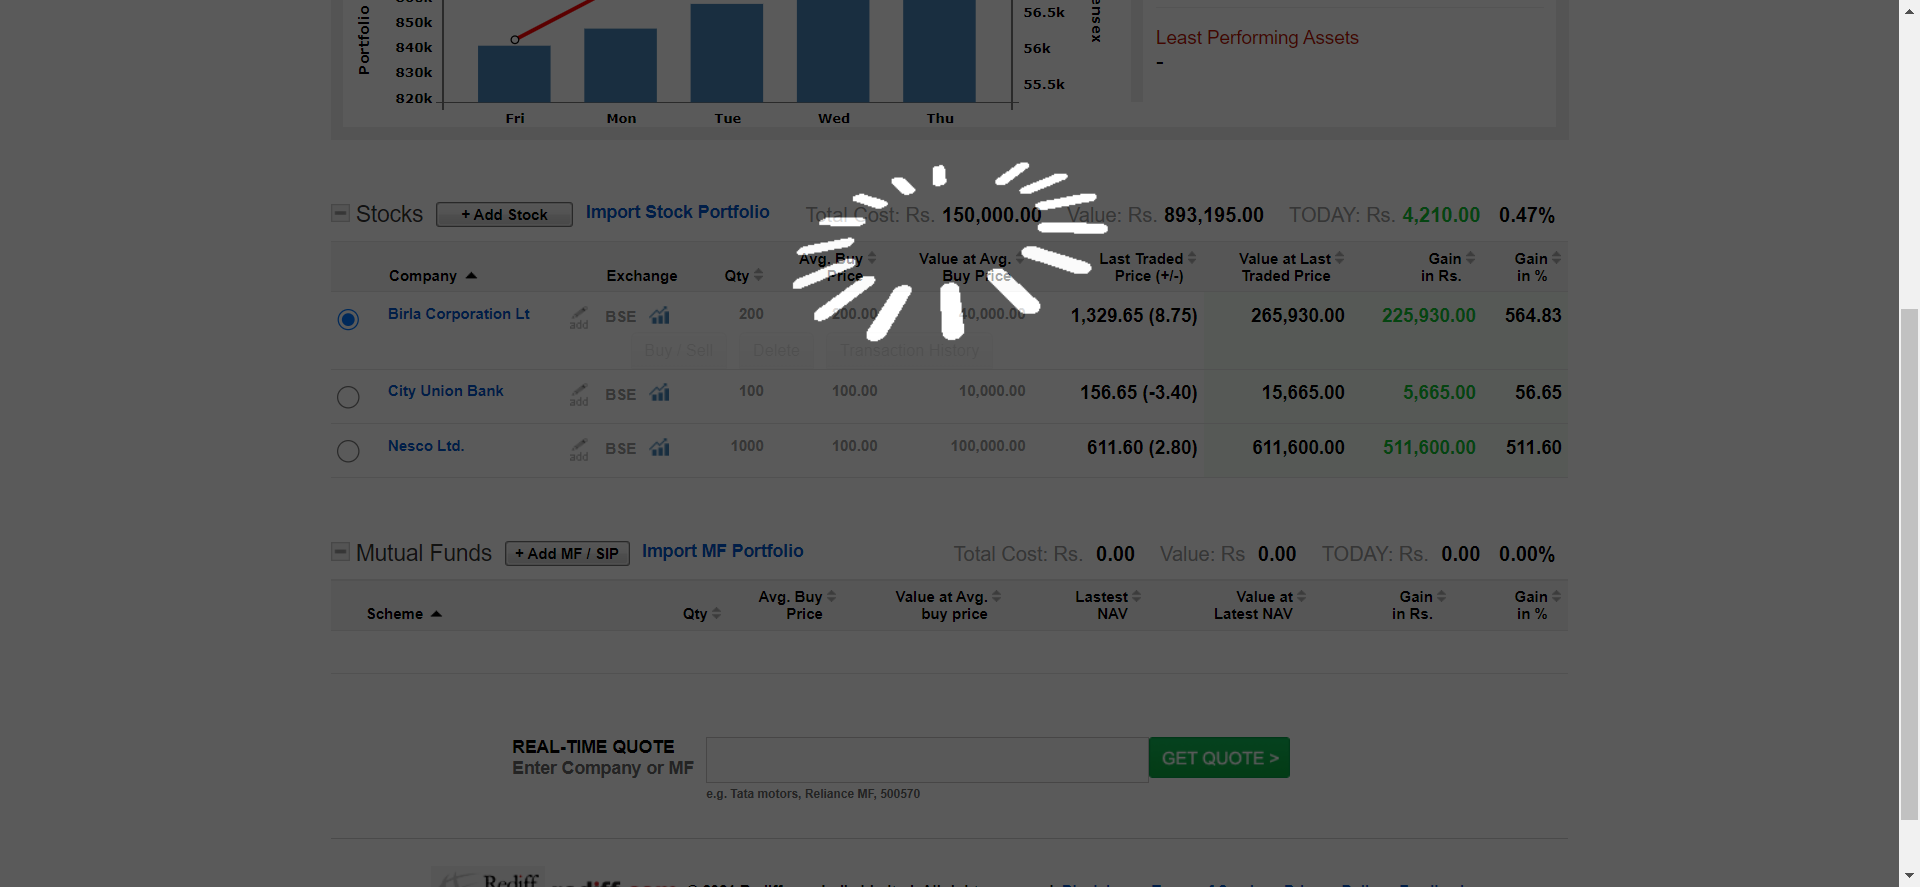 Portfolio
850k
840k
830k
820k
Fri Mon Tue Wed Thu
56.5k
56k
55.5k
Least Performing Assets
-
Stocks + Add Stock Import Stock Portfolio Total Cost: Rs. 150,000.00 Value: Rs. 893,195.00 TODAY: Rs. 4,210.00 0.47%
Company Exchange Qty Avg. Buy Price Value at Avg. Buy Price Last Traded Price (+/-) Value at Last Traded Price Gain in Rs. Gain in %
Birla Corporation Lt add BSE 200 200.00 40,000.00 1,329.65 (8.75) 265,930.00 225,930.00 564.83
Buy / Sell Delete Transaction History
City Union Bank add BSE 100 100.00 10,000.00 156.65 (-3.40) 15,665.00 5,665.00 56.65
Nesco Ltd. add BSE 1000 100.00 100,000.00 611.60 (2.80) 611,600.00 511,600.00 511.60
Mutual Funds + Add MF / SIP Import MF Portfolio Total Cost: Rs. 0.00 Value: Rs 0.00 TODAY: Rs. 0.00 0.00%
Scheme Qty Avg. Buy Price Value at Avg. buy price Lastest NAV Value at Latest NAV Gain in Rs. Gain in %
REAL-TIME QUOTE
Enter Company or MF
GET QUOTE >
e.g. Tata motors, Reliance MF, 500570
Rediff